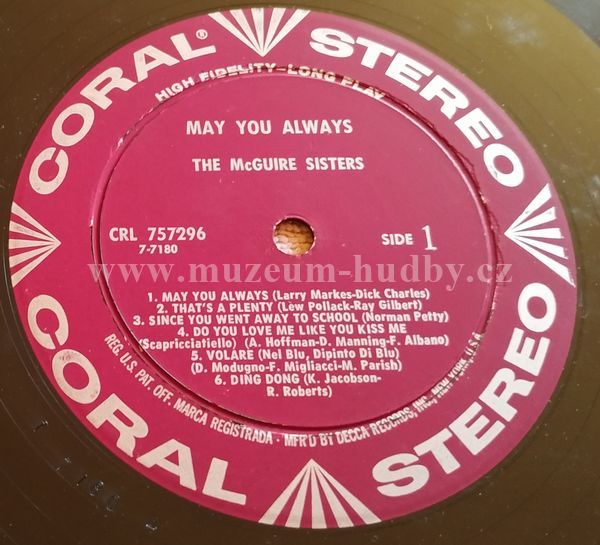 CORAL®
STEREO
HIGH FIDELITY—LONG PLAY
MAY YOU ALWAYS
THE McGUIRE SISTERS
CRL 757296
7-7180
SIDE 1
www.muzeum-hudby.cz
1. MAY YOU ALWAYS (Larry Markes-Dick Charles)
2. THAT'S A PLENTY (Lew Pollack-Ray Gilbert)
3. SINCE YOU WENT AWAY TO SCHOOL (Norman Petty)
4. DO YOU LOVE ME LIKE YOU KISS ME
(Scapricciatiello) (A. Hoffman-D. Manning-F. Albano)
5. VOLARE (Nel Blu, Dipinto Di Blu)
(D. Modugno-F. Migliacci-M. Parish)
6. DING DONG (K. Jacobson-
R. Roberts)
REG. U.S. PAT. OFF. MARCA REGISTRADA · MFR'D BY DECCA RECORDS, INC., NEW YORK, U.S.A.
CORAL
STEREO